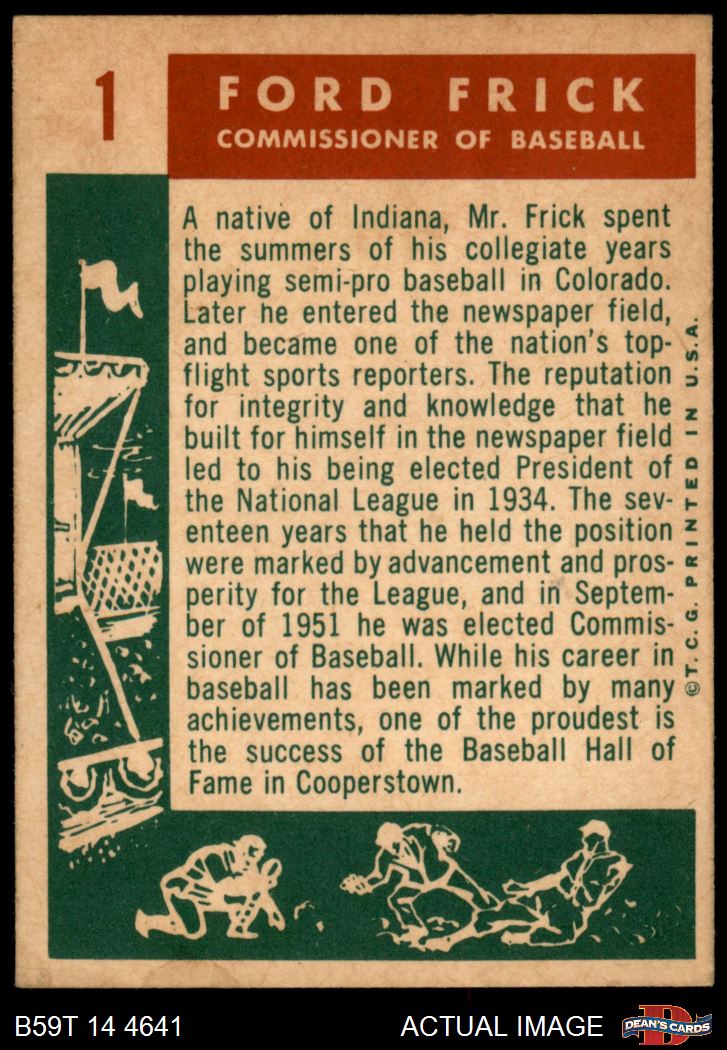 1
FORD FRICK
COMMISSIONER OF BASEBALL
A native of Indiana, Mr. Frick spent
the summers of his collegiate years
playing semi-pro baseball in Colorado.
Later he entered the newspaper field,
and became one of the nation's top-
flight sports reporters. The reputation
for integrity and knowledge that he
built for himself in the newspaper field
led to his being elected President of
the National League in 1934. The sev-
enteen years that he held the position
were marked by advancement and pros-
perity for the League, and in Septem-
ber of 1951 he was elected Commis-
sioner of Baseball. While his career in
baseball has been marked by many
achievements, one of the proudest is
the success of the Baseball Hall of
Fame in Cooperstown.
© T. C. G. PRINTED IN U.S.A.
B59T 14 4641
ACTUAL IMAGE
D
DEAN'S CARDS